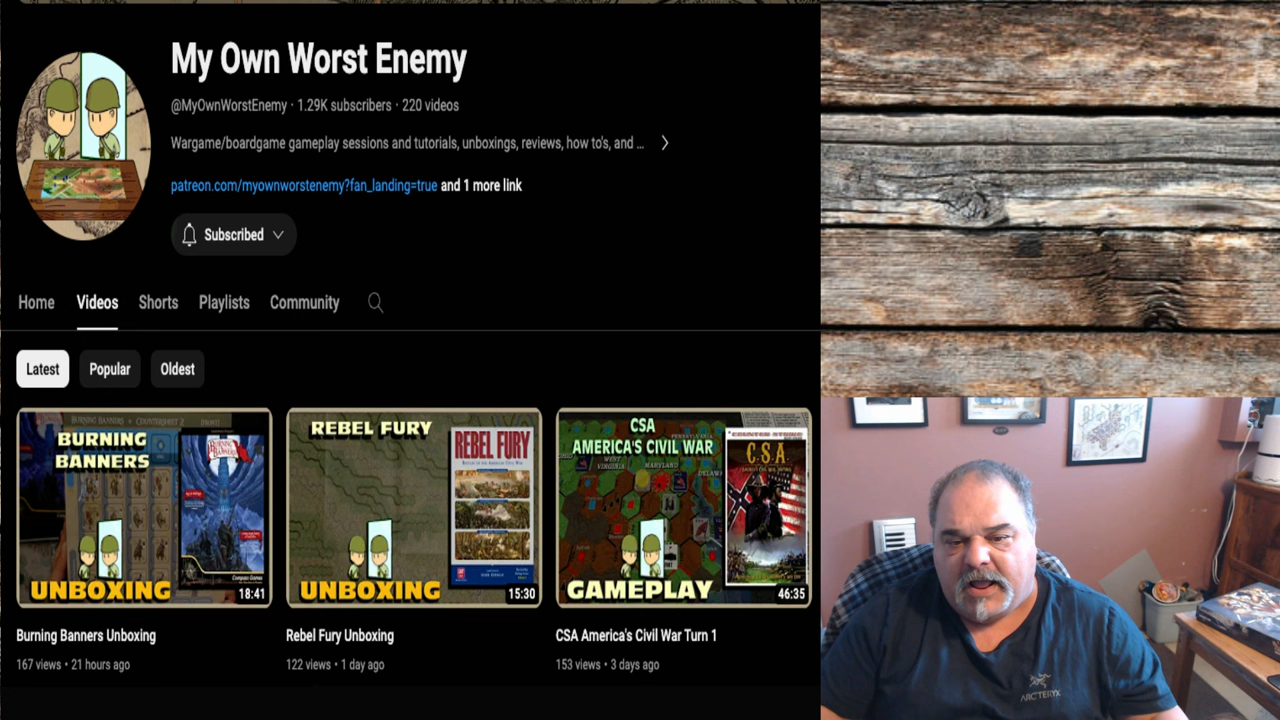 My Own Worst Enemy
@MyOwnWorstEnemy · 1.29K subscribers · 220 videos
Wargame/boardgame gameplay sessions and tutorials, unboxings, reviews, how to's, and ...
patreon.com/myownworstenemy?fan_landing=true and 1 more link
Subscribed
Home Videos Shorts Playlists Community
Latest Popular Oldest
BURNING
BANNERS
UNBOXING
18:41
REBEL FURY
REBEL FURY
UNBOXING
15:30
CSA
AMERICA'S CIVIL WAR
WEST
VIRGINIA
MARYLAND
C.S.A.
GAMEPLAY
46:35
Burning Banners Unboxing
167 views • 21 hours ago
Rebel Fury Unboxing
122 views • 1 day ago
CSA America's Civil War Turn 1
153 views • 3 days ago
ARC'TERYX